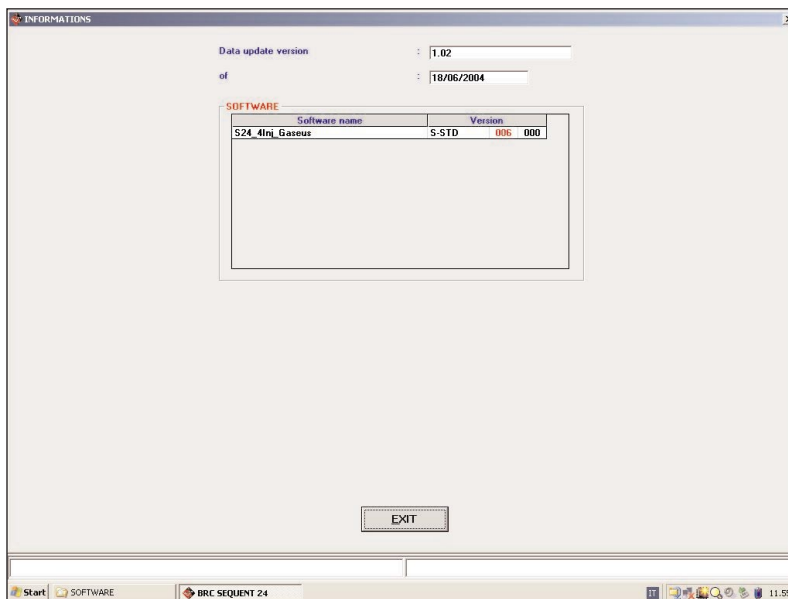 INFORMATIONS
Data update version : 1.02
of : 18/06/2004
SOFTWARE
Software name Version
S24_4Inj_Gaseus S-STD 006 000
EXIT
Start SOFTWARE BRC SEQUENT 24 IT